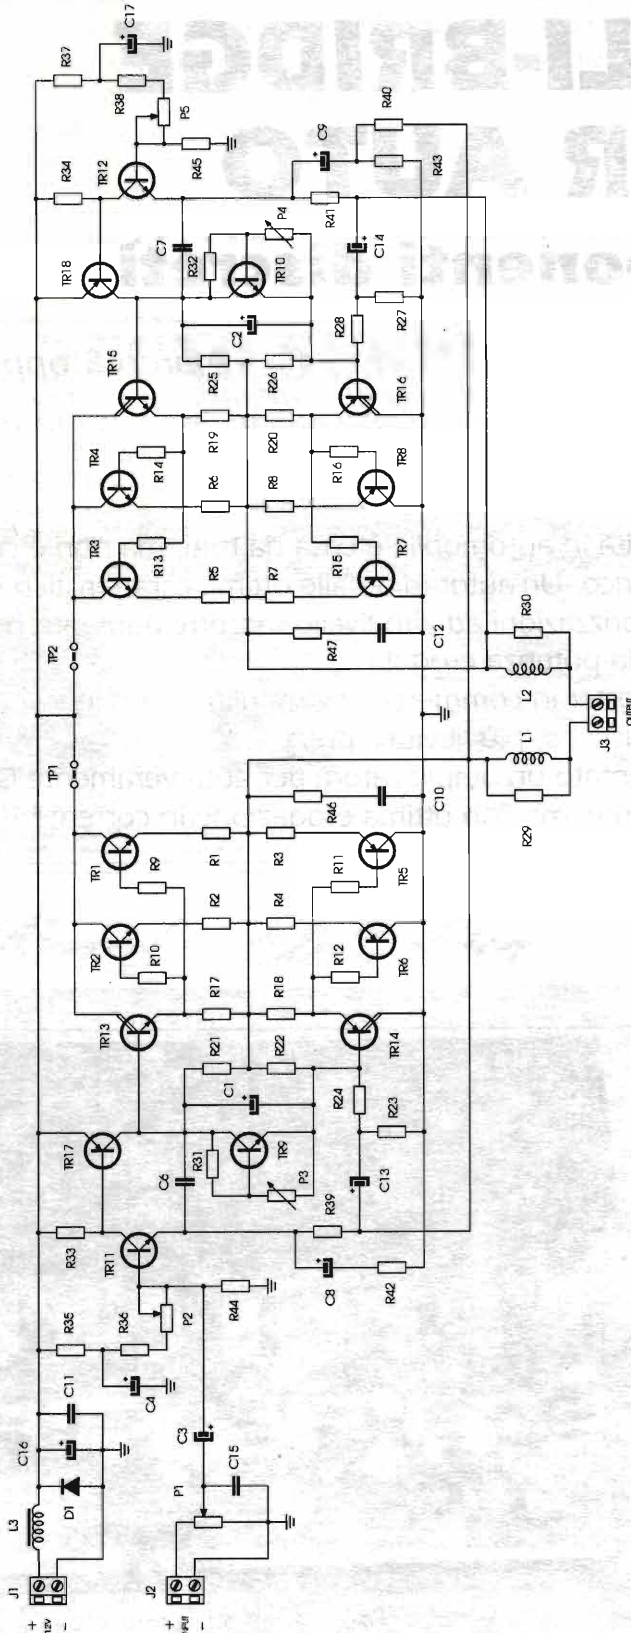 C17
R37
R38
P5
R40
C9
R34
TR12
R45
R43
R41
P4
C14
C7
R32
TR18
TR10
R28
R27
C2
TR15
R25
R26
TR16
TR4
R14
R19
R20
R16
TR8
R6
R8
TR3
R13
R5
R7
R15
TR7
R47
C12
R30
TP2
L2
J3
OUTPUT
TP1
L1
R29
R46
C10
TR1
R9
R1
R3
R11
TR5
TR2
R10
R2
R4
R12
TR6
TR13
R17
R18
TR14
R21
R22
C1
R24
R23
TR17
R31
TR9
P3
C13
C6
R39
R33
TR11
C8
R42
R35
R36
P2
R44
C11
C4
C16
C3
C15
L3
D1
P1
J1
+
12V
-
J2
+
INPUT
-